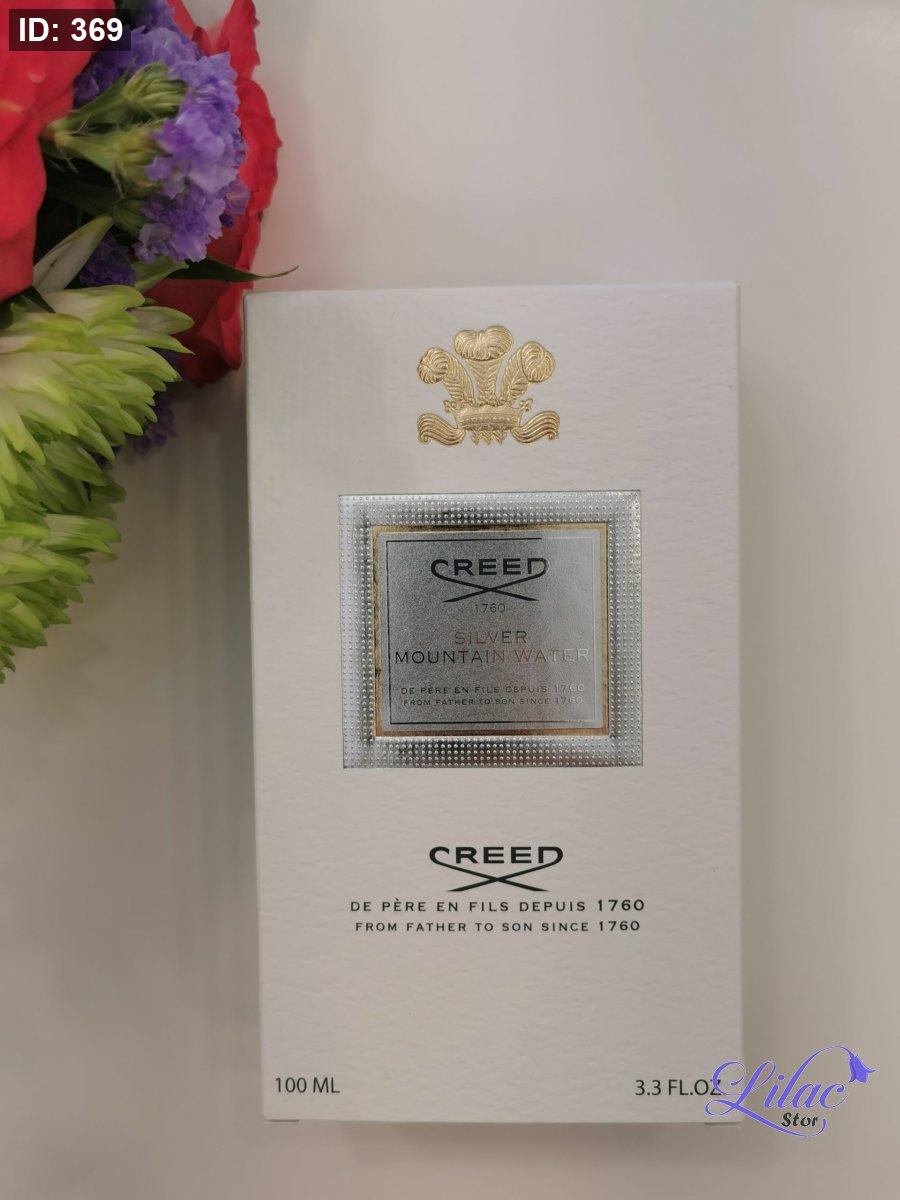 ID: 369
CREED
1760
SILVER
MOUNTAIN WATER
DE PÈRE EN FILS DEPUIS 1760
FROM FATHER TO SON SINCE 1760
CREED
DE PÈRE EN FILS DEPUIS 1760
FROM FATHER TO SON SINCE 1760
100 ML
3.3 FL.OZ
Lilac
Stor